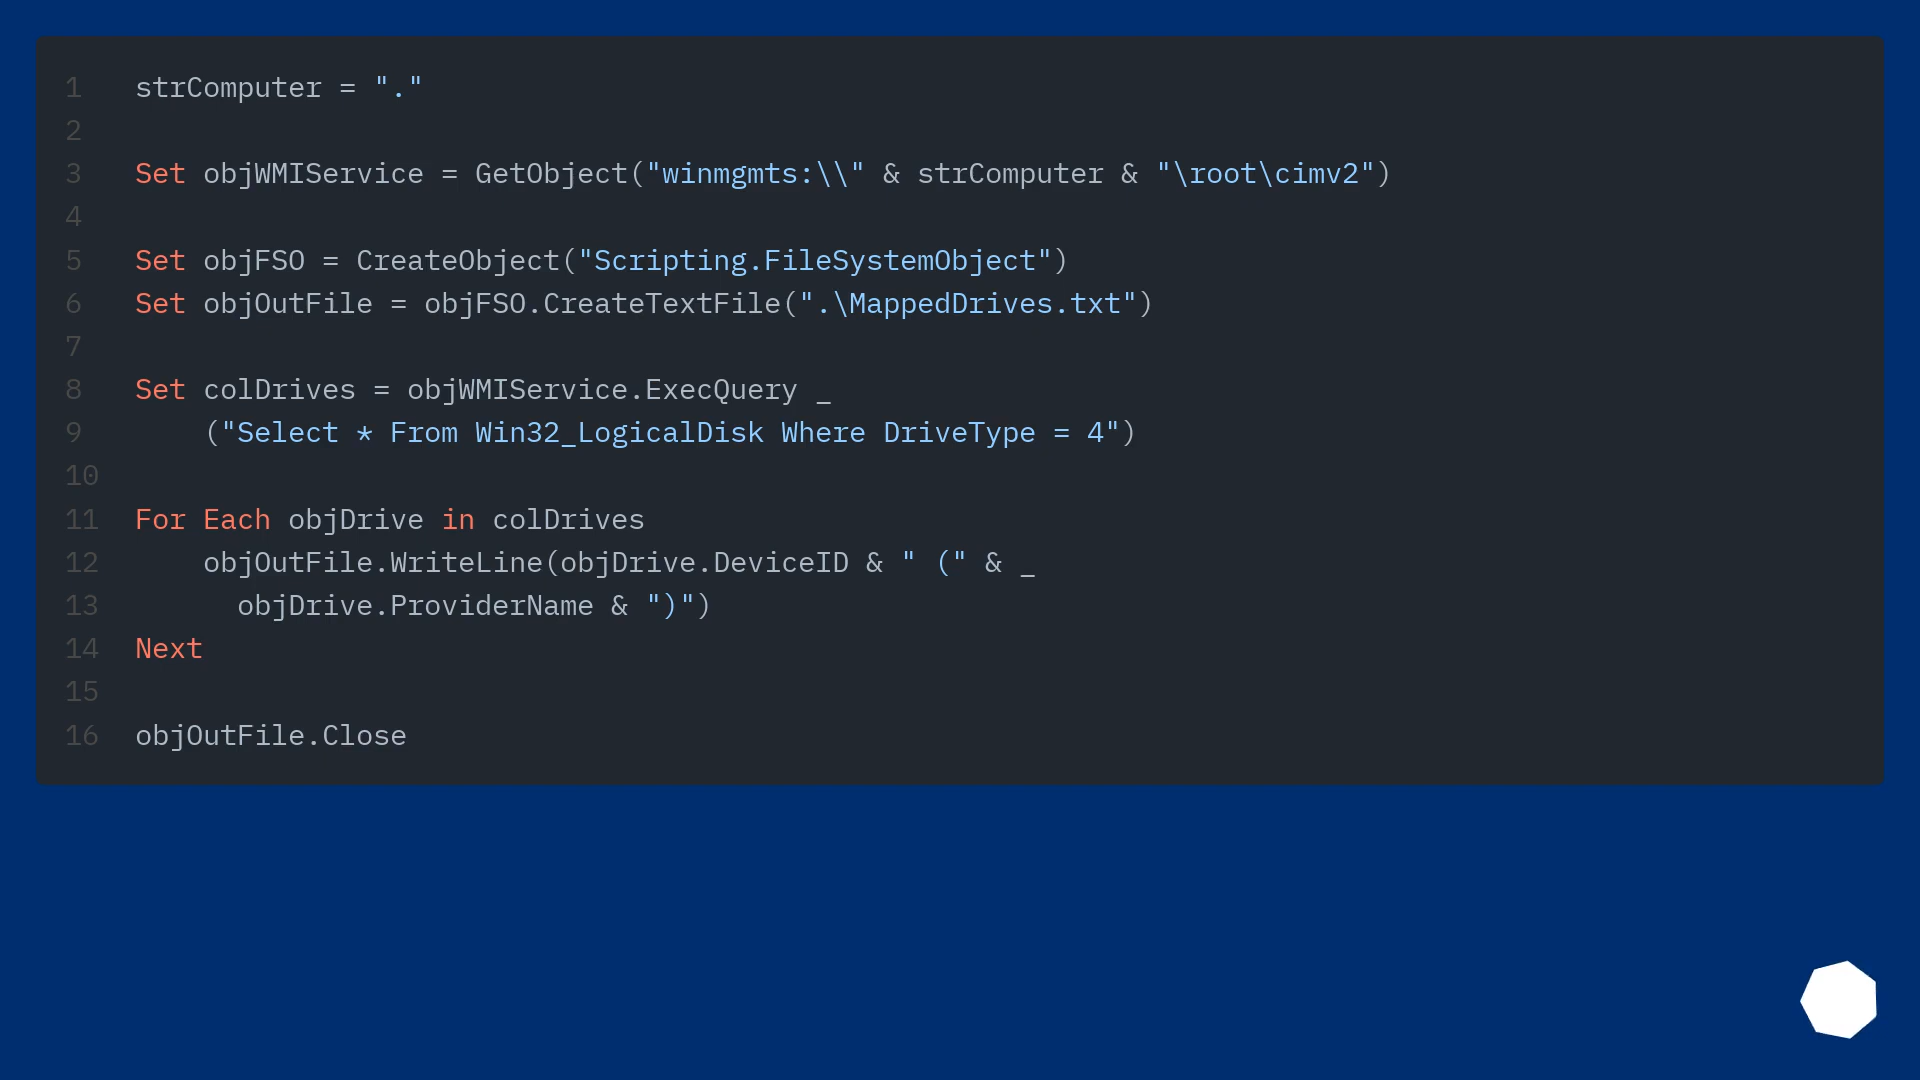 1 strComputer = "."
2
3 Set objWMIService = GetObject("winmgmts:\\" & strComputer & "\root\cimv2")
4
5 Set objFSO = CreateObject("Scripting.FileSystemObject")
6 Set objOutFile = objFSO.CreateTextFile(".\MappedDrives.txt")
7
8 Set colDrives = objWMIService.ExecQuery _
9     ("Select * From Win32_LogicalDisk Where DriveType = 4")
10
11 For Each objDrive in colDrives
12     objOutFile.WriteLine(objDrive.DeviceID & " (" & _
13       objDrive.ProviderName & ")")
14 Next
15
16 objOutFile.Close